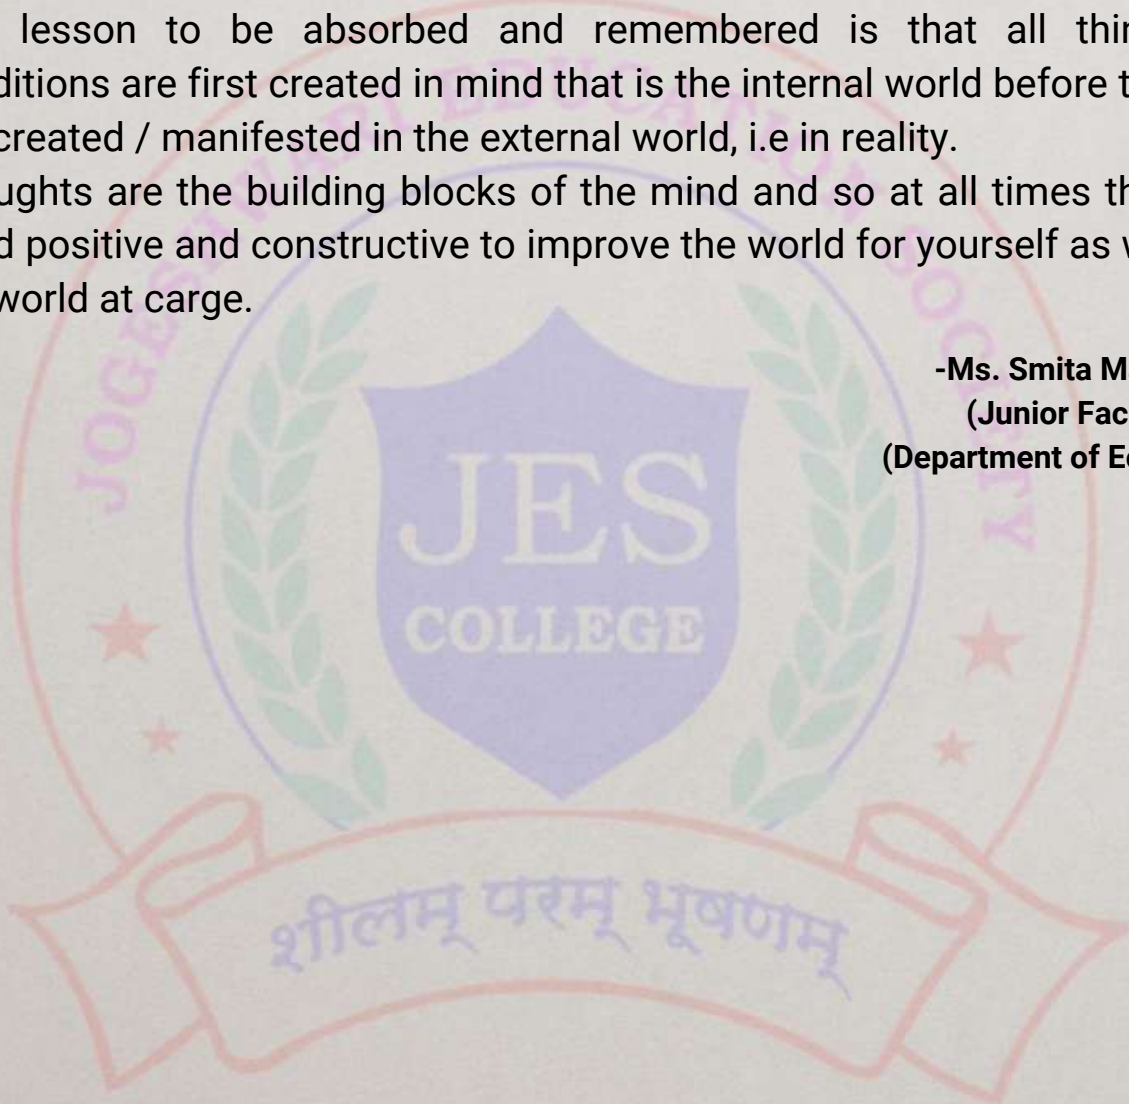 lesson to be absorbed and remembered is that all thin
ditions are first created in mind that is the internal world before t
created / manifested in the external world, i.e in reality.
ughts are the building blocks of the mind and so at all times th
d positive and constructive to improve the world for yourself as w
world at carge.
-Ms. Smita M
(Junior Fac
(Department of E
JOGESHWARI EDUCATION SOCIETY
JES
COLLEGE
शीलम् परम् भूषणम्